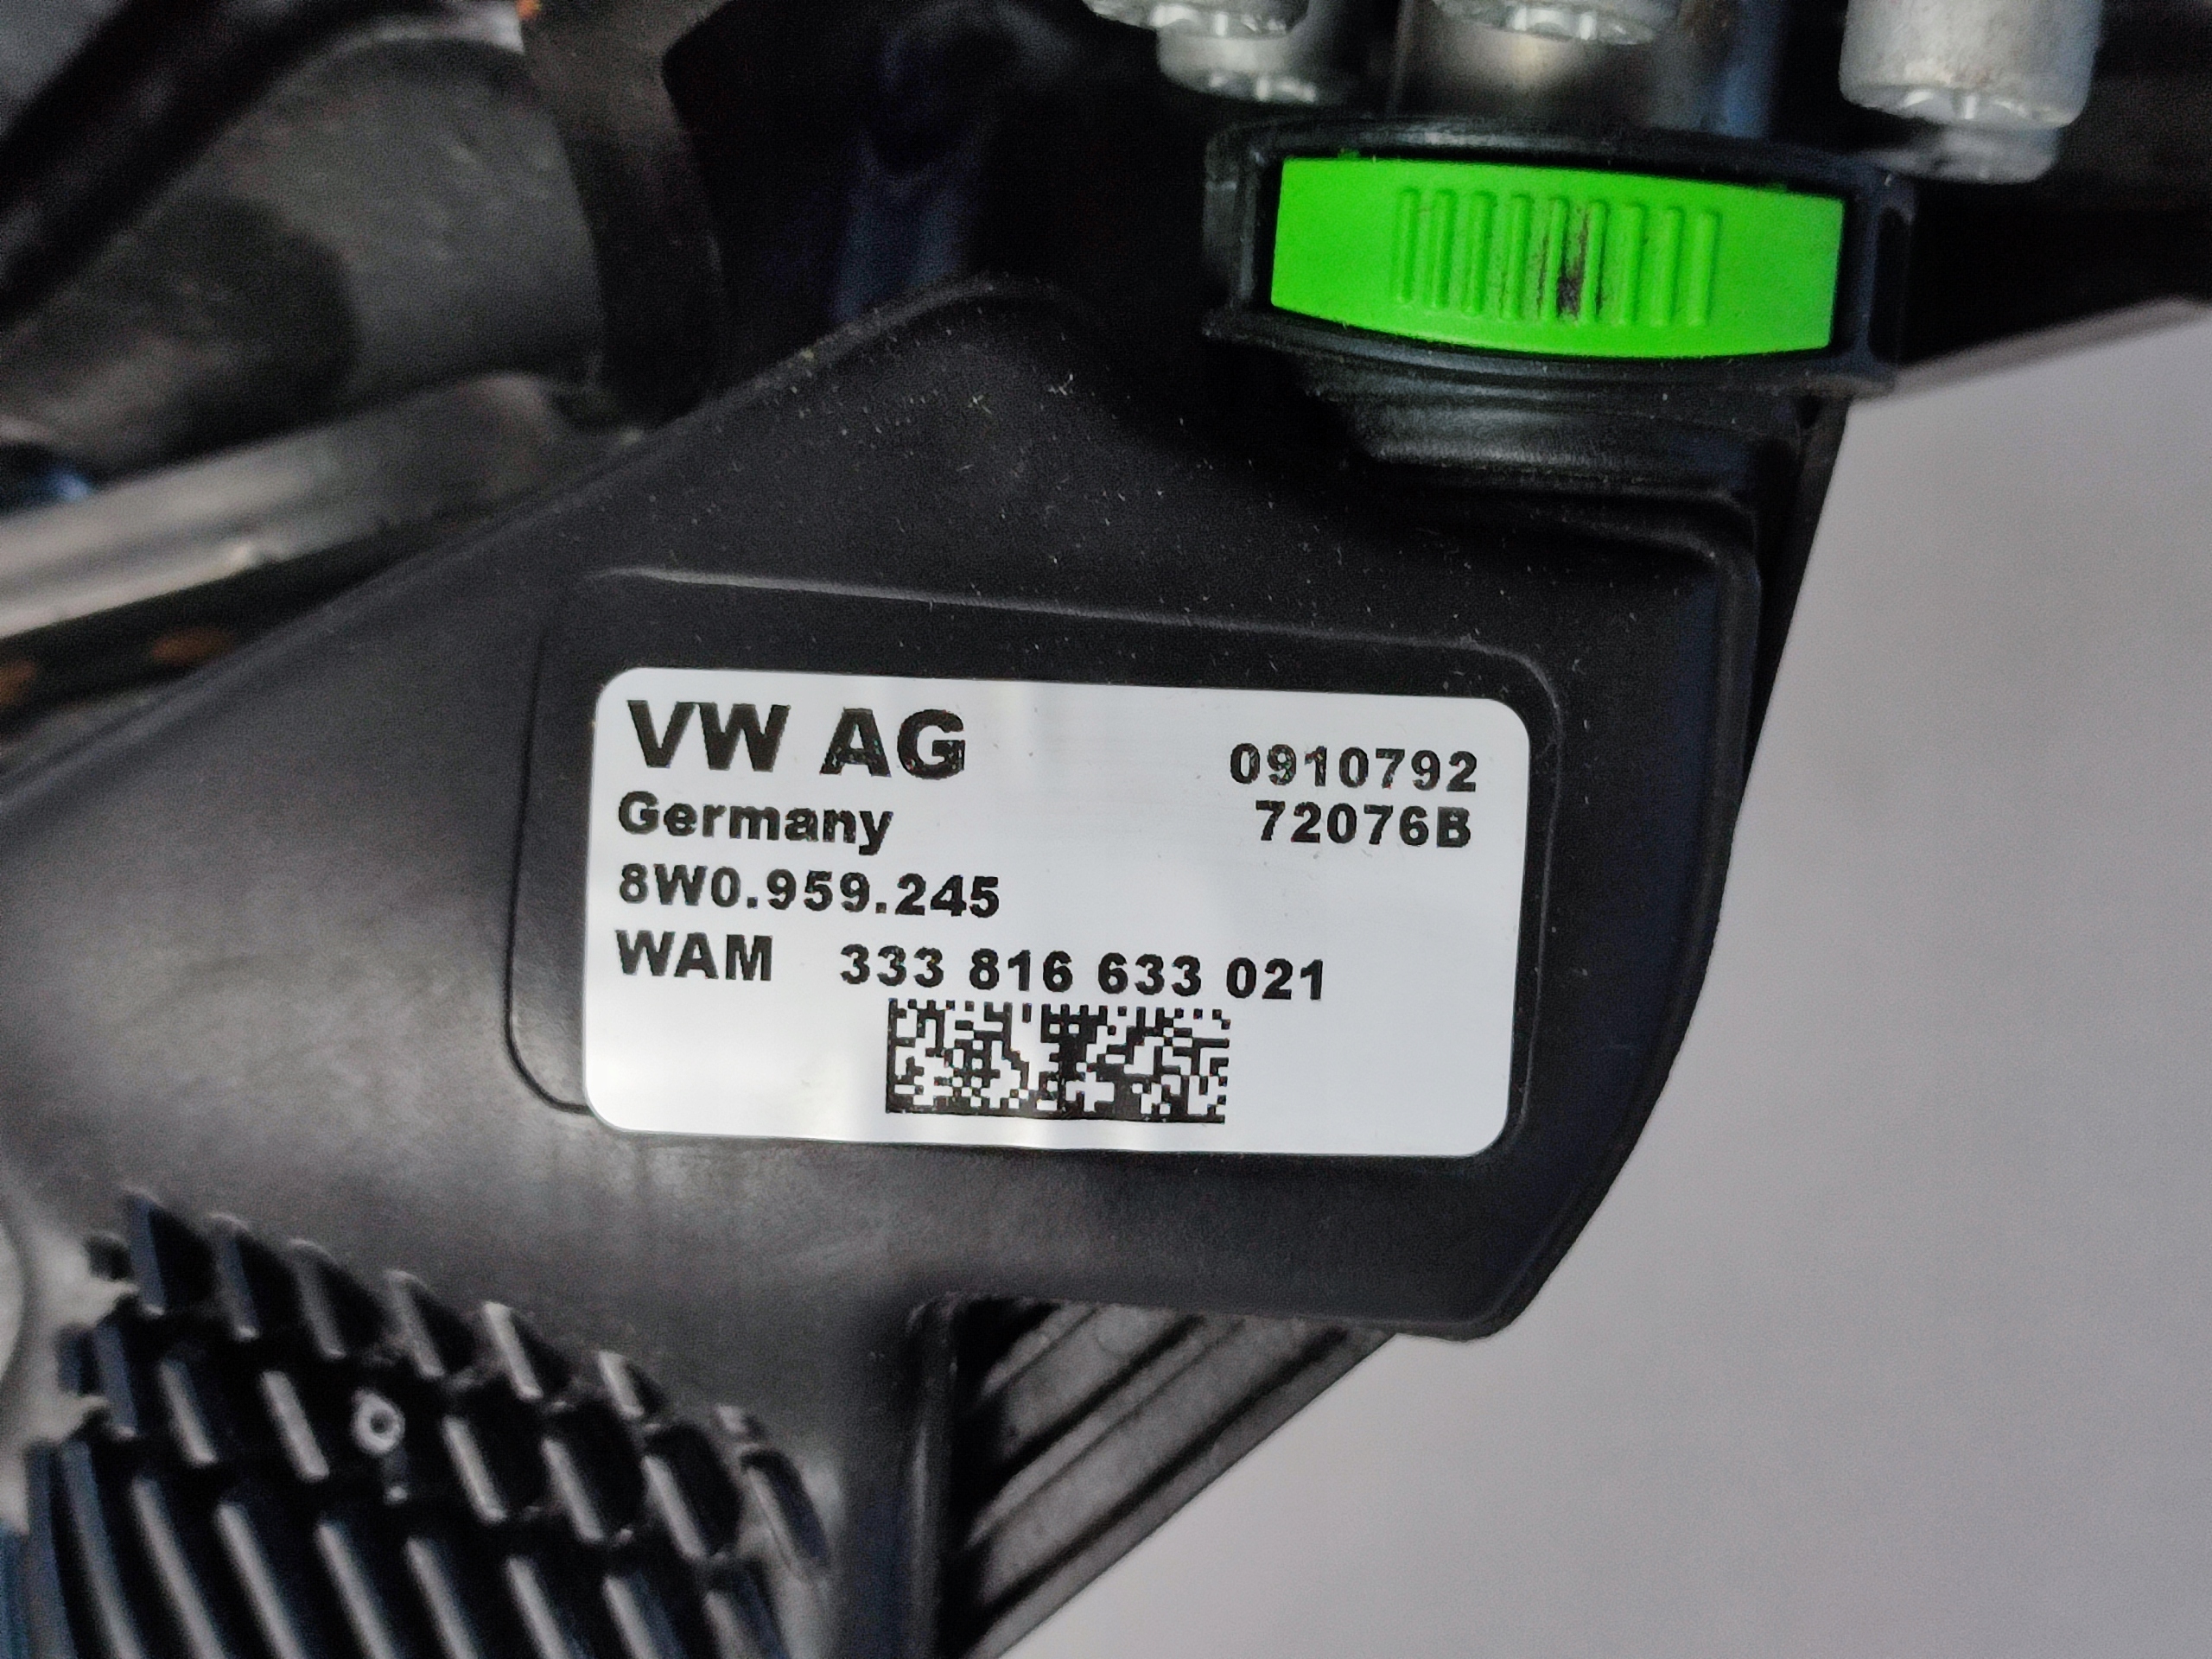 VW AG
0910792
Germany
72076B
8W0.959.245
WAM 333 816 633 021